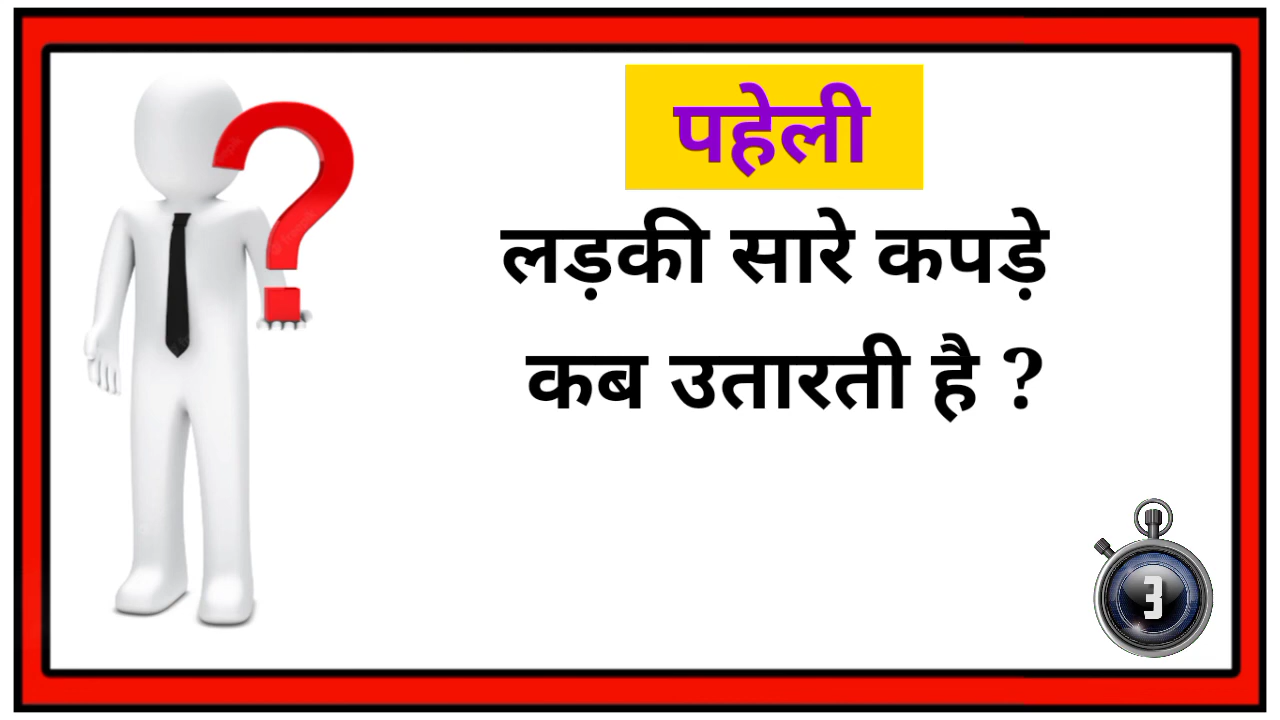 पहेली
लड़की सारे कपड़े
कब उतारती है ?
3